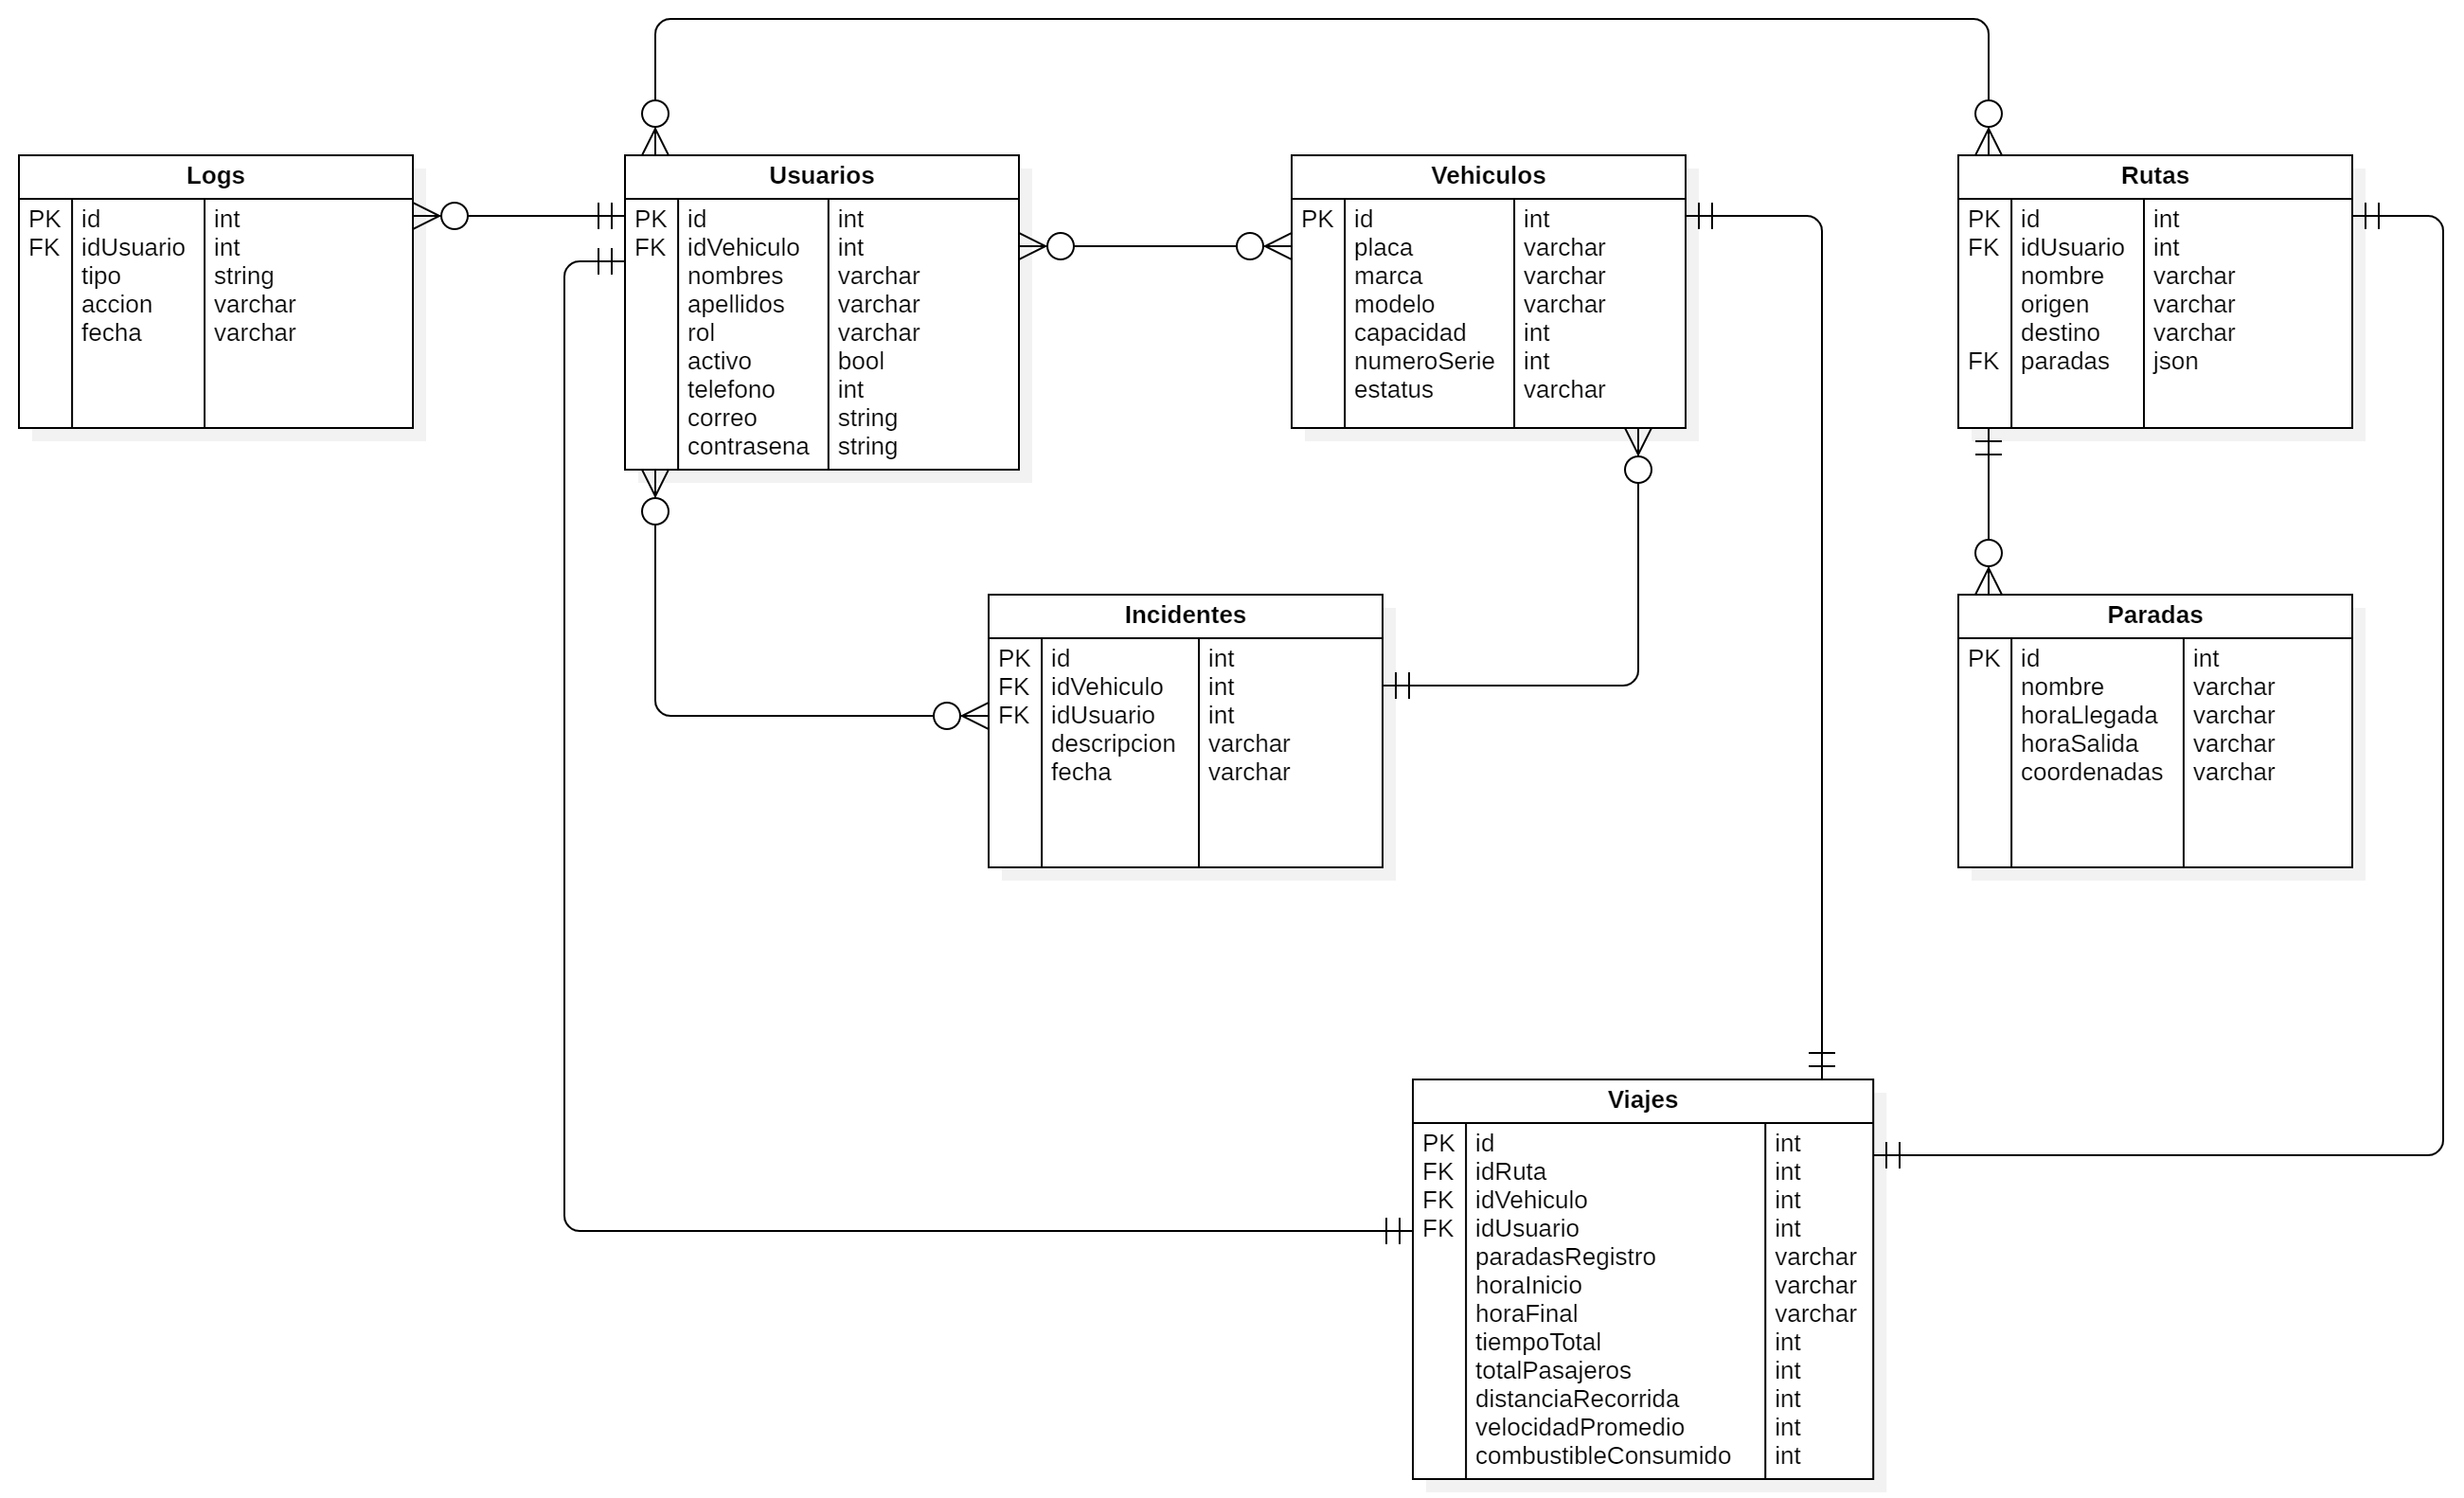 Logs
PK id int
FK idUsuario int
tipo string
accion varchar
fecha varchar
Usuarios
PK id int
FK idVehiculo int
nombres varchar
apellidos varchar
rol varchar
activo bool
telefono int
correo string
contrasena string
Vehiculos
PK id int
placa varchar
marca varchar
modelo varchar
capacidad int
numeroSerie int
estatus varchar
Rutas
PK id int
FK idUsuario int
nombre varchar
origen varchar
destino varchar
FK paradas json
Incidentes
PK id int
FK idVehiculo int
FK idUsuario int
descripcion varchar
fecha varchar
Paradas
PK id int
nombre varchar
horaLlegada varchar
horaSalida varchar
coordenadas varchar
Viajes
PK id int
FK idRuta int
FK idVehiculo int
FK idUsuario int
paradasRegistro varchar
horaInicio varchar
horaFinal varchar
tiempoTotal int
totalPasajeros int
distanciaRecorrida int
velocidadPromedio int
combustibleConsumido int